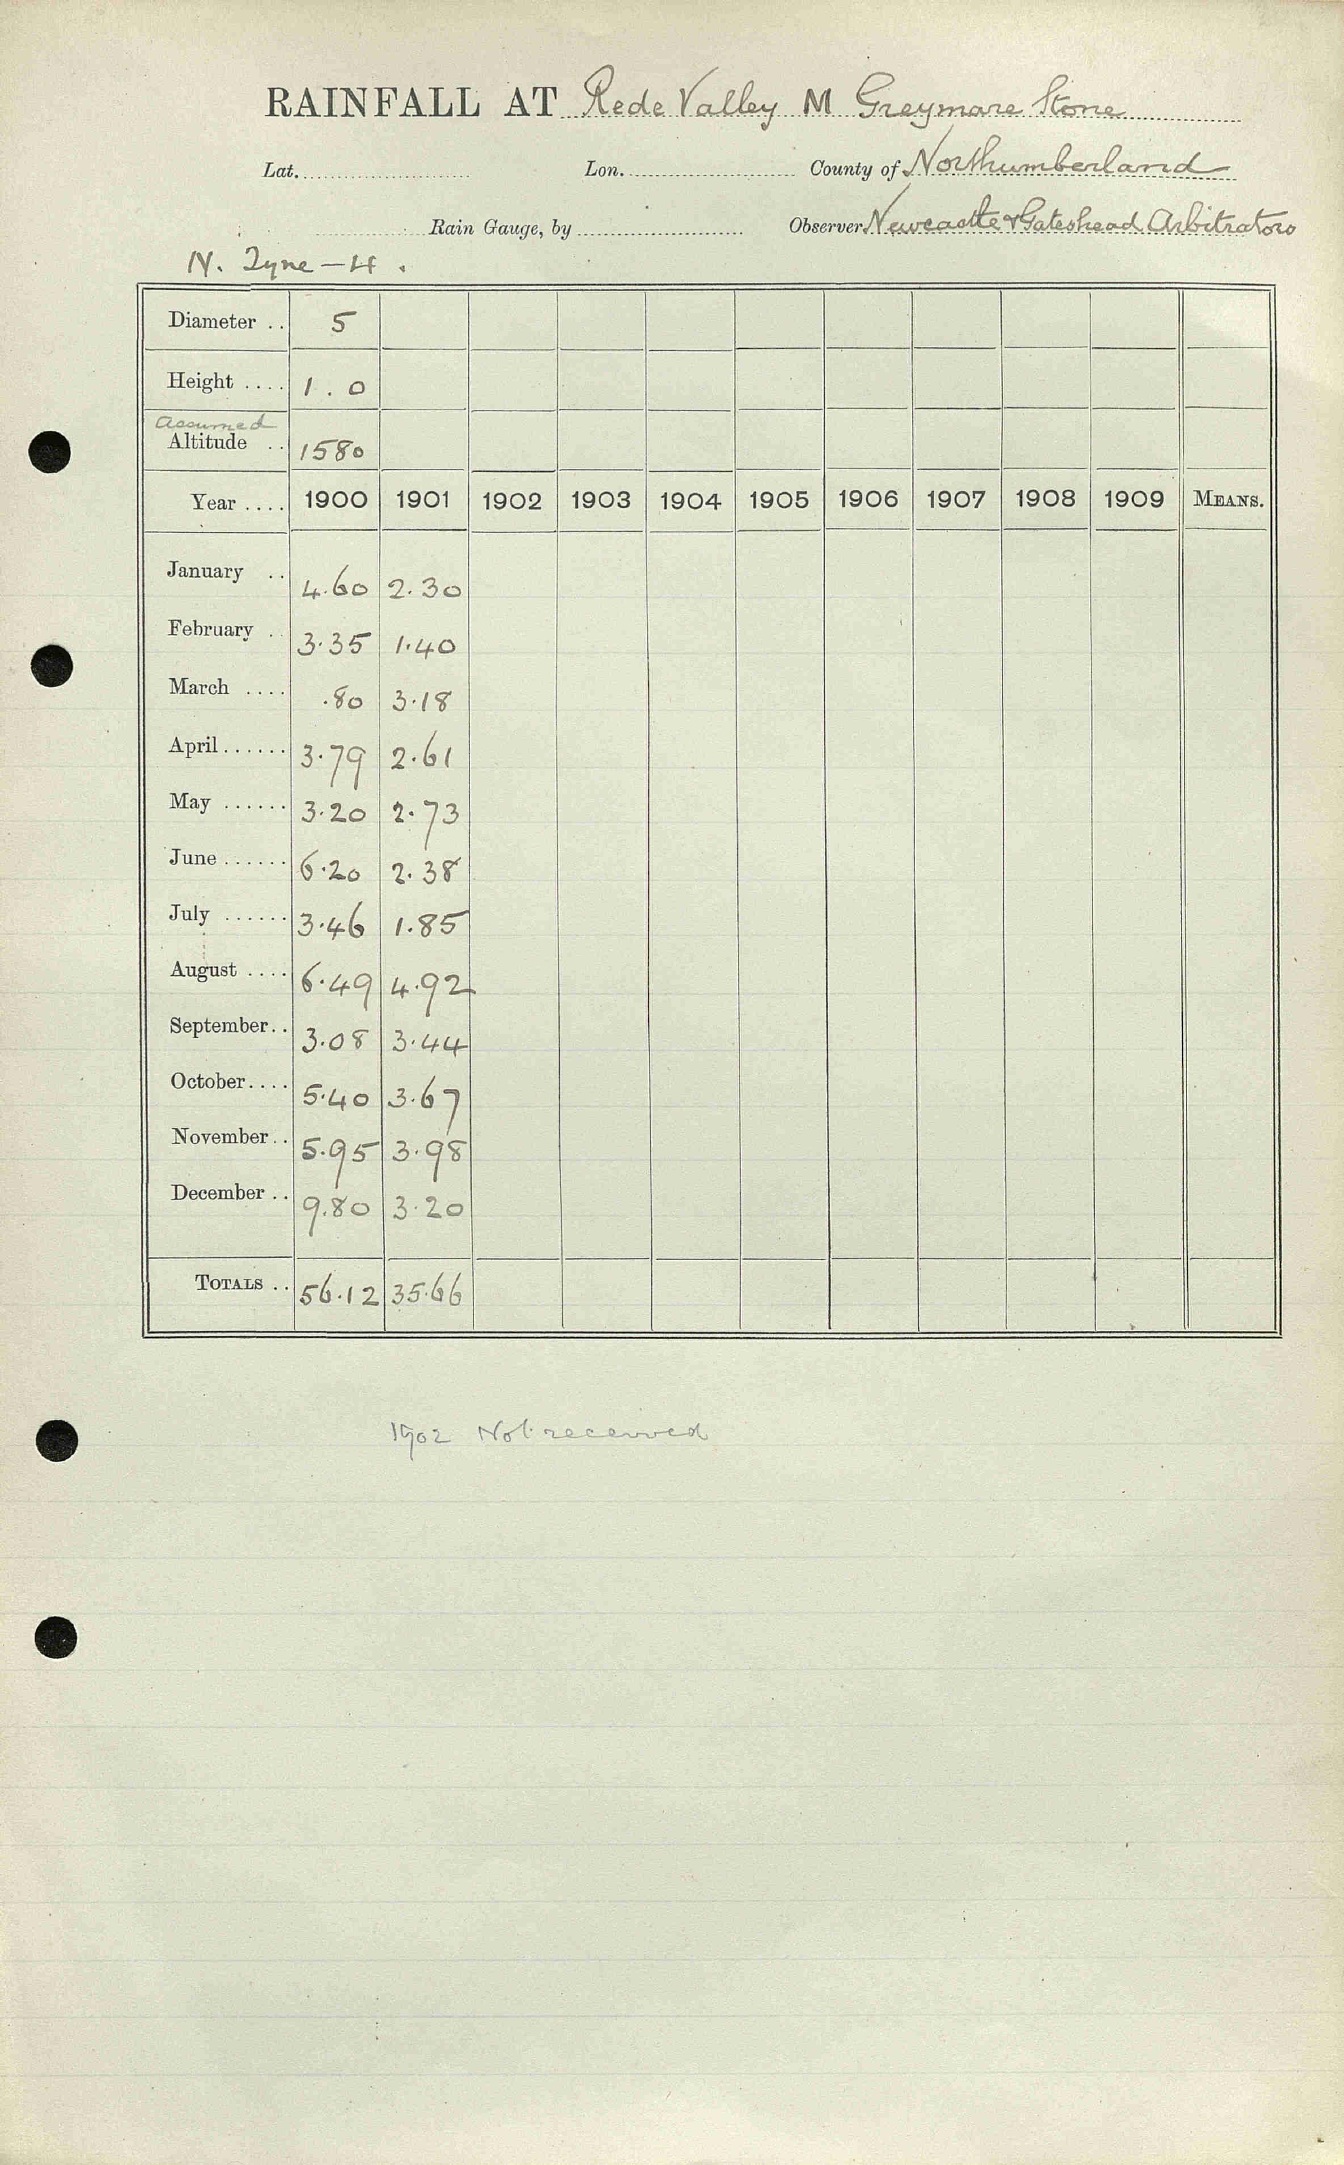 RAINFALL AT Rede Valley M Greymare Stone
Lat. Lon. County of Northumberland
Rain Gauge, by Observer Newcastle & Gateshead Arbitrators
N. Tyne - 4.
Diameter .. 5
Height .... 1.0
Assumed
Altitude .. 1580
Year .... 1900 1901 1902 1903 1904 1905 1906 1907 1908 1909 MEANS.
January .. 4.60 2.30
February .. 3.35 1.40
March .... .80 3.18
April...... 3.79 2.61
May ...... 3.20 2.73
June...... 6.20 2.38
July ...... 3.46 1.85
August .... 6.49 4.92
September.. 3.08 3.44
October.... 5.40 3.67
November.. 5.95 3.98
December .. 9.80 3.20
TOTALS .. 56.12 35.66
1902 Not received